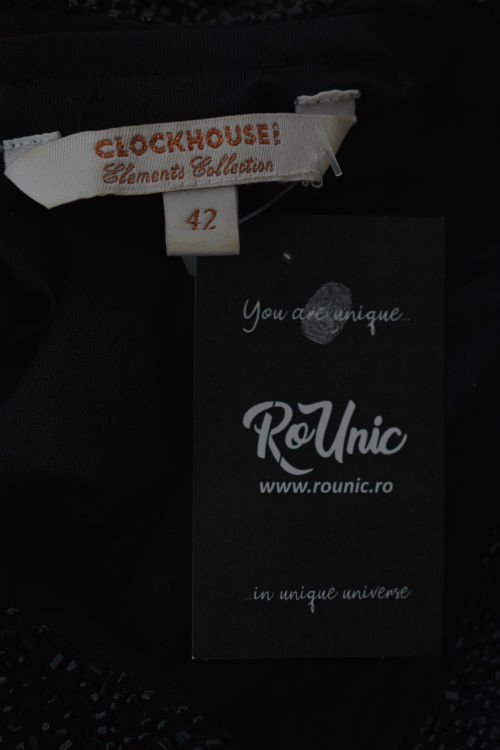 CLOCKHOUSE
Elements Collection
42
You are unique...
RoUnic
www.rounic.ro
...in unique universe